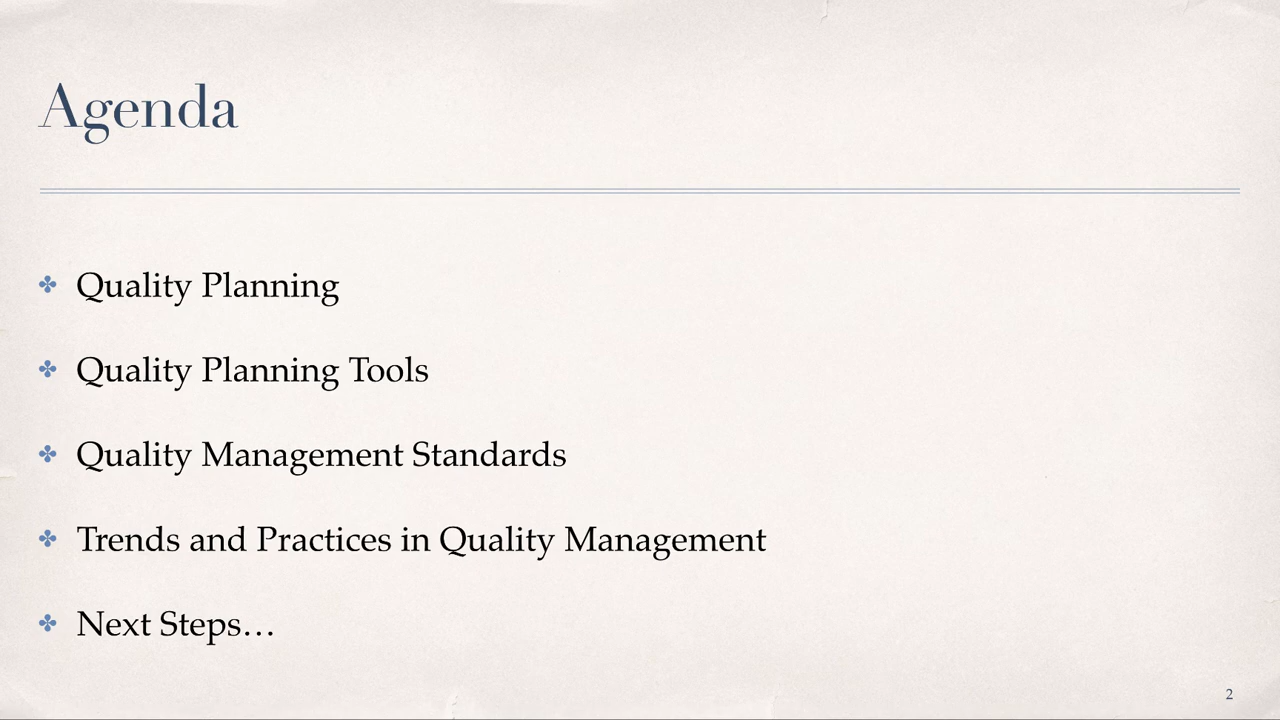 Agenda
Quality Planning
Quality Planning Tools
Quality Management Standards
Trends and Practices in Quality Management
Next Steps…
2